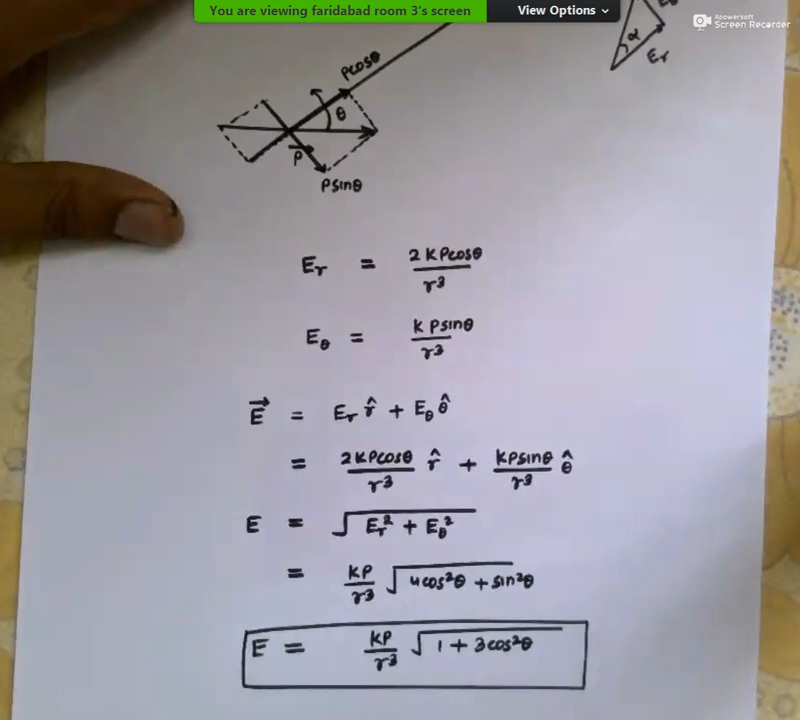 You are viewing faridabad room 3's screen View Options
Apowersoft
Screen Recorder
α
Er
Pcosθ
θ
P
Psinθ
Er = 2KPcosθ / r³
Eθ = KPsinθ / r³
E⃗ = Er r̂ + Eθ θ̂
= 2KPcosθ / r³ r̂ + KPsinθ / r³ θ̂
E = √(Er² + Eθ²)
= KP / r³ √(4cos²θ + sin²θ)
E = KP / r³ √(1 + 3cos²θ)